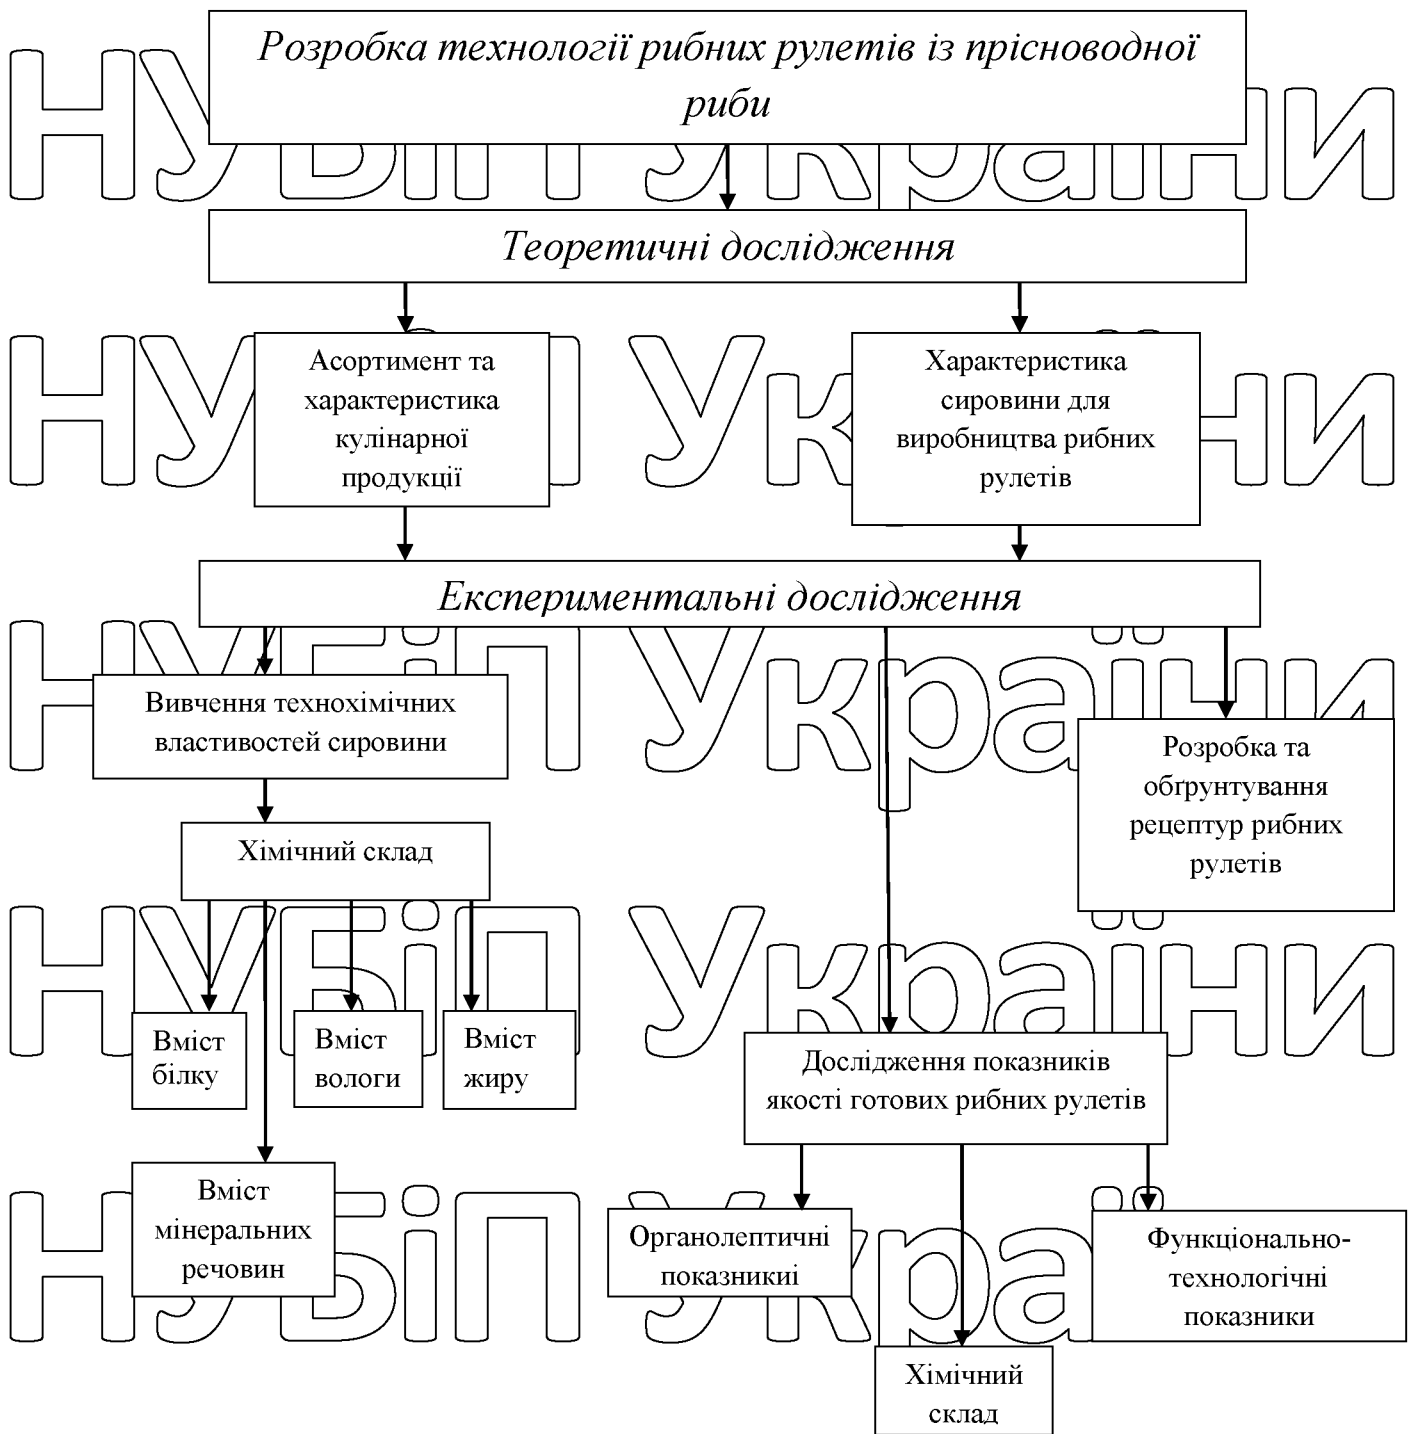 Розробка технології рибних рулетів із прісноводної
риби
НУБіП України
Теоретичні дослідження
Асортимент та
характеристика
кулінарної
продукції
Характеристика
сировини для
виробництва рибних
рулетів
НУБіП України
Експериментальні дослідження
Вивчення технохімічних
властивостей сировини
НУБіП України
Розробка та
обґрунтування
рецептур рибних
рулетів
Хімічний склад
НУБіП України
Вміст
білку
Вміст
вологи
Вміст
жиру
Дослідження показників
якості готових рибних рулетів
Вміст
мінеральних
речовин
Органолептичні
показникиі
Функціонально-
технологічні
показники
НУБіП України
Хімічний
склад